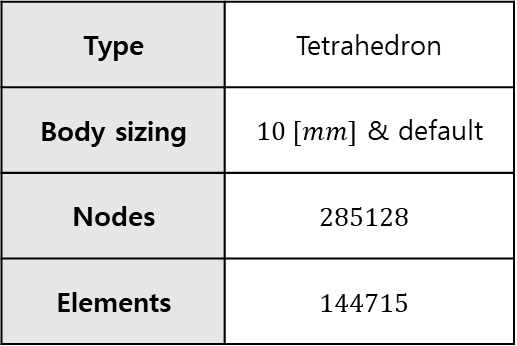 Type Tetrahedron
Body sizing 10 [mm] & default
Nodes 285128
Elements 144715